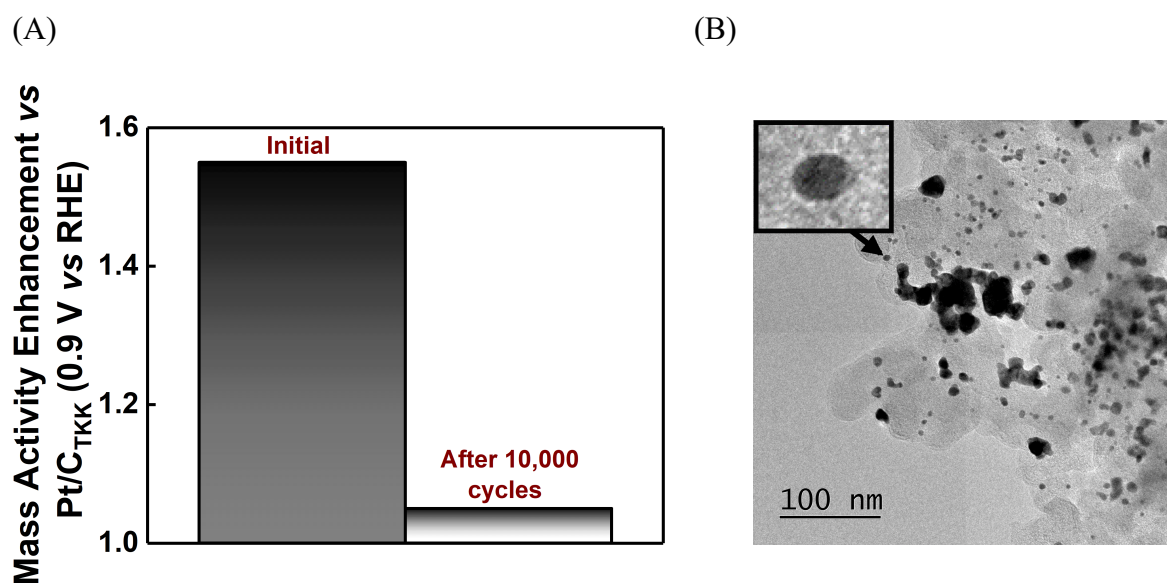 (A)
(B)
Mass Activity Enhancement vs
Pt/CTKK (0.9 V vs RHE)
1.6
1.4
1.2
1.0
Initial
After 10,000
cycles
100 nm